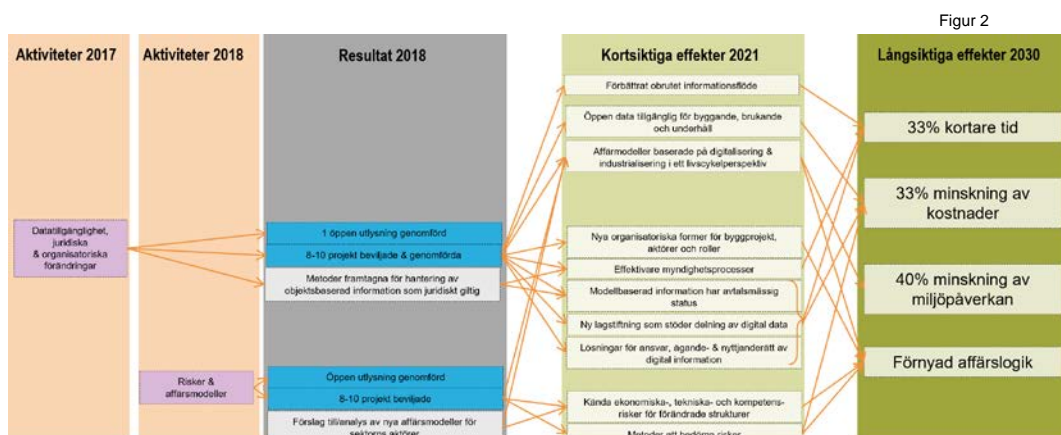 Figur 2
Aktiviteter 2017
Aktiviteter 2018
Resultat 2018
Kortsiktiga effekter 2021
Långsiktiga effekter 2030
Datatillgänglighet,
juridiska
& organisatoriska
förändringar
Risker &
affärsmodeller
1 öppen utlysning genomförd
8-10 projekt beviljade & genomförda
Metoder framtagna för hantering av
objektsbaserad information som juridiskt giltig
Öppen utlysning genomförd
8-10 projekt beviljade
Förslag till/analys av nya affärsmodeller för
sektorns aktörer
Förbättrat obrutet informationsflöde
Öppen data tillgänglig för byggande, brukande
och underhåll
Affärmodeller baserade på digitalisering &
industrialisering i ett livscykelperspektiv
Nya organisatoriska former för byggprojekt,
aktörer och roller
Effektivare myndighetsprocesser
Modellbaserad information har avtalsmässig
status
Ny lagstiftning som stöder delning av digital data
Lösningar för ansvar, ägande- & nyttjanderätt av
digital information
Kända ekonomiska-, tekniska- och kompetens-
risker för förändrade strukturer
Metoder att bedöma risker
33% kortare tid
33% minskning av
kostnader
40% minskning av
miljöpåverkan
Förnyad affärslogik